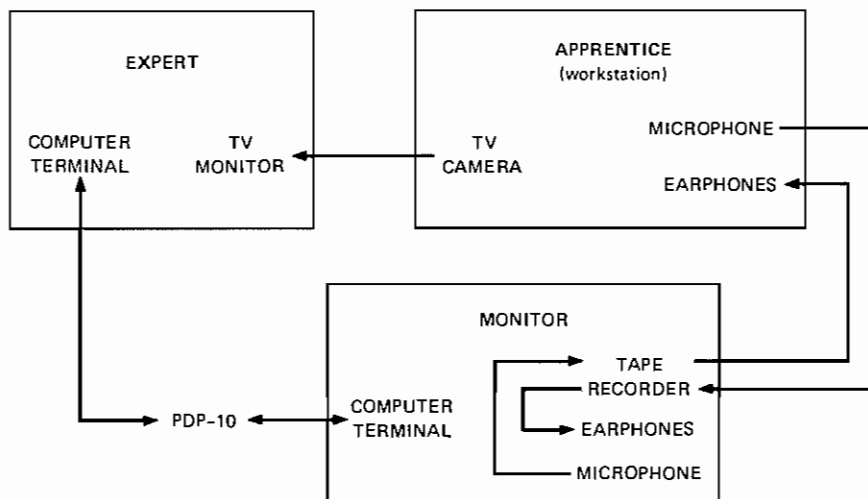 EXPERT
COMPUTER
TERMINAL
TV
MONITOR
APPRENTICE
(workstation)
TV
CAMERA
MICROPHONE
EARPHONES
MONITOR
TAPE
RECORDER
EARPHONES
MICROPHONE
COMPUTER
TERMINAL
PDP-10